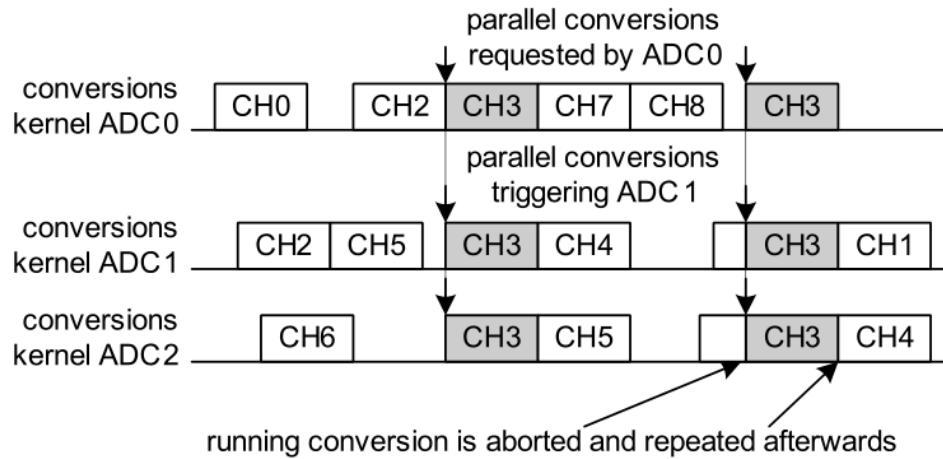 parallel conversions
requested by ADC0
conversions
kernel ADC0
CH0 CH2 CH3 CH7 CH8 CH3
parallel conversions
triggering ADC1
conversions
kernel ADC1
CH2 CH5 CH3 CH4 CH3 CH1
conversions
kernel ADC2
CH6 CH3 CH5 CH3 CH4
running conversion is aborted and repeated afterwards